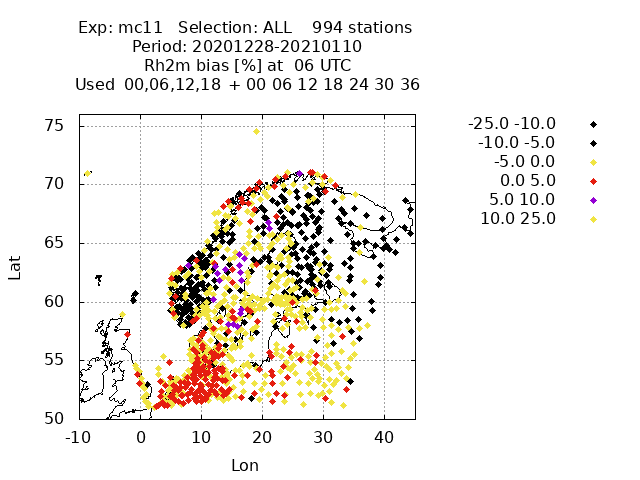 Exp: mc11   Selection: ALL    994 stations
Period: 20201228-20210110
Rh2m bias [%] at  06 UTC
Used  00,06,12,18  + 00 06 12 18 24 30 36
-25.0 -10.0
-10.0 -5.0
-5.0 0.0
0.0 5.0
5.0 10.0
10.0 25.0
75
70
65
60
55
50
Lat
-10 0 10 20 30 40
Lon